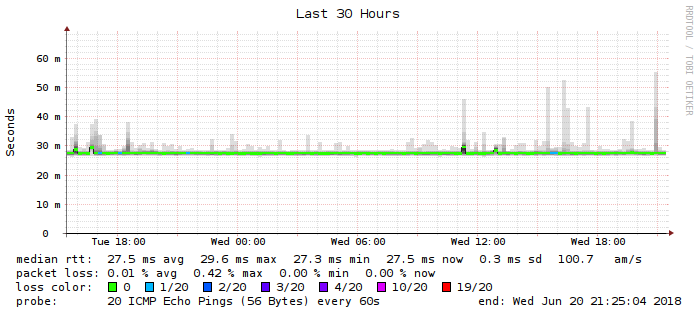 Last 30 Hours
RRDTOOL / TOBI OETIKER
Seconds
60 m
50 m
40 m
30 m
20 m
10 m
0
Tue 18:00 Wed 00:00 Wed 06:00 Wed 12:00 Wed 18:00
median rtt: 27.5 ms avg 29.6 ms max 27.3 ms min 27.5 ms now 0.3 ms sd 100.7 am/s
packet loss: 0.01 % avg 0.42 % max 0.00 % min 0.00 % now
loss color: 0 1/20 2/20 3/20 4/20 10/20 19/20
probe: 20 ICMP Echo Pings (56 Bytes) every 60s end: Wed Jun 20 21:25:04 2018